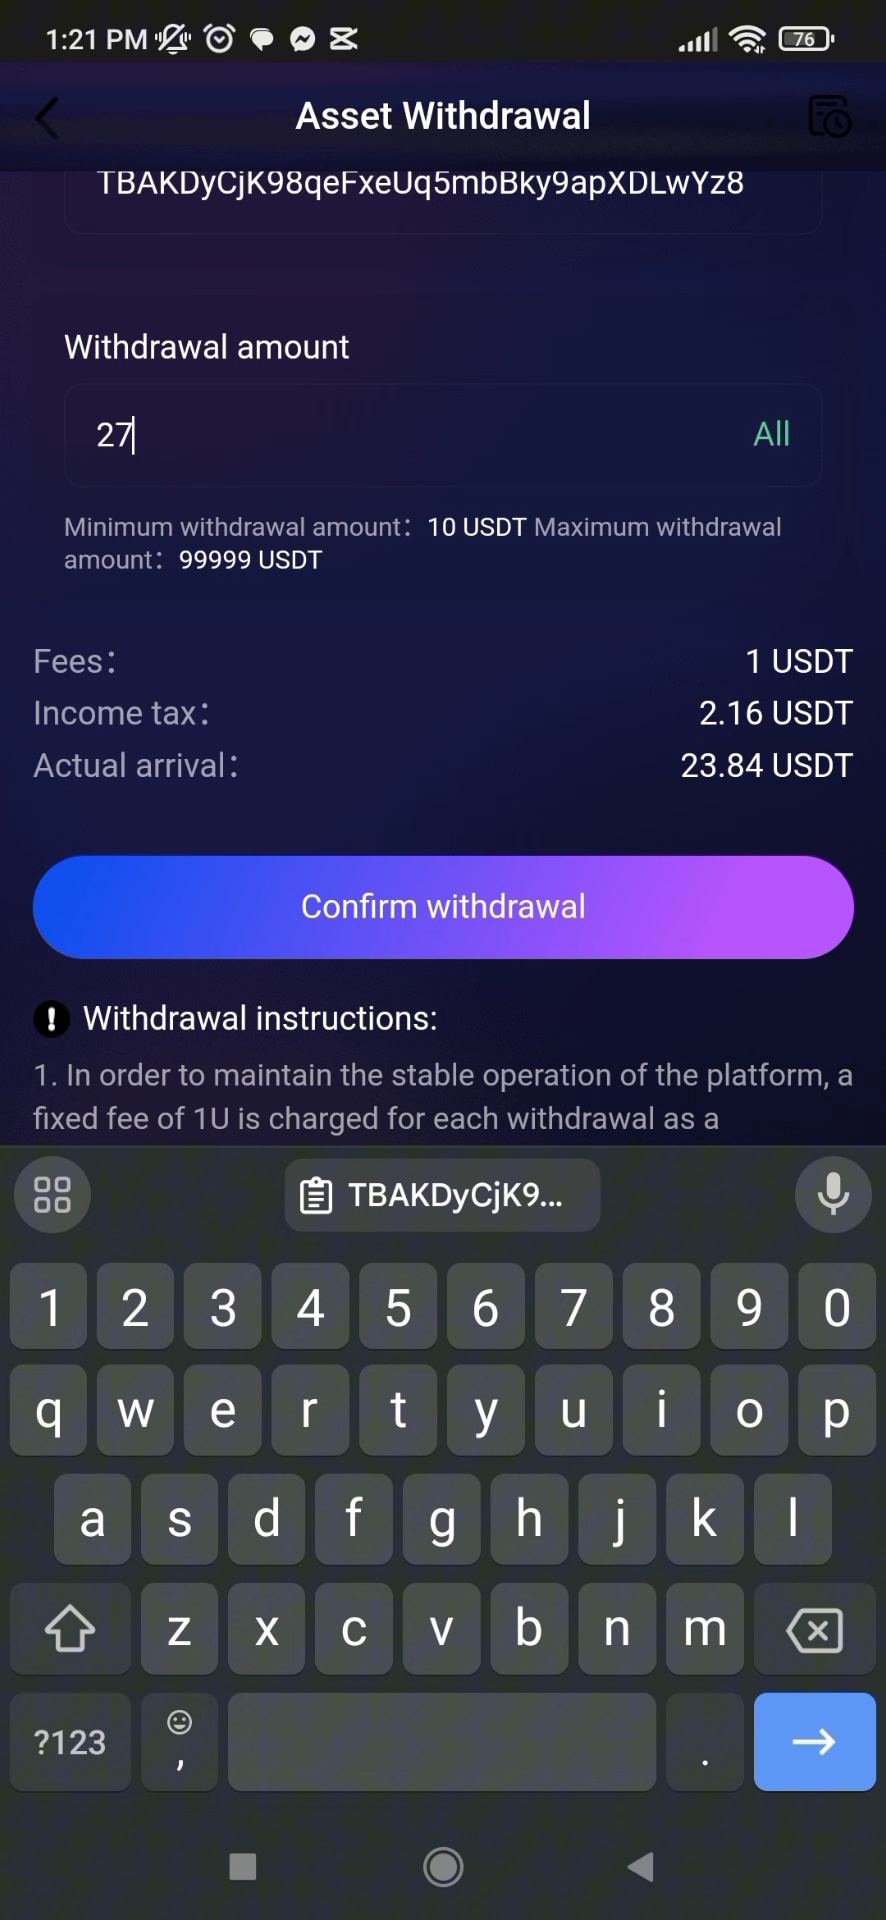 1:21 PM
76
Asset Withdrawal
TBAKDyCjK98qeFxeUq5mbBky9apXDLwYz8
Withdrawal amount
27
All
Minimum withdrawal amount： 10 USDT Maximum withdrawal
amount： 99999 USDT
Fees： 1 USDT
Income tax： 2.16 USDT
Actual arrival： 23.84 USDT
Confirm withdrawal
Withdrawal instructions:
1. In order to maintain the stable operation of the platform, a
fixed fee of 1U is charged for each withdrawal as a
TBAKDyCjK9...
1 2 3 4 5 6 7 8 9 0
q w e r t y u i o p
a s d f g h j k l
z x c v b n m
?123 , .